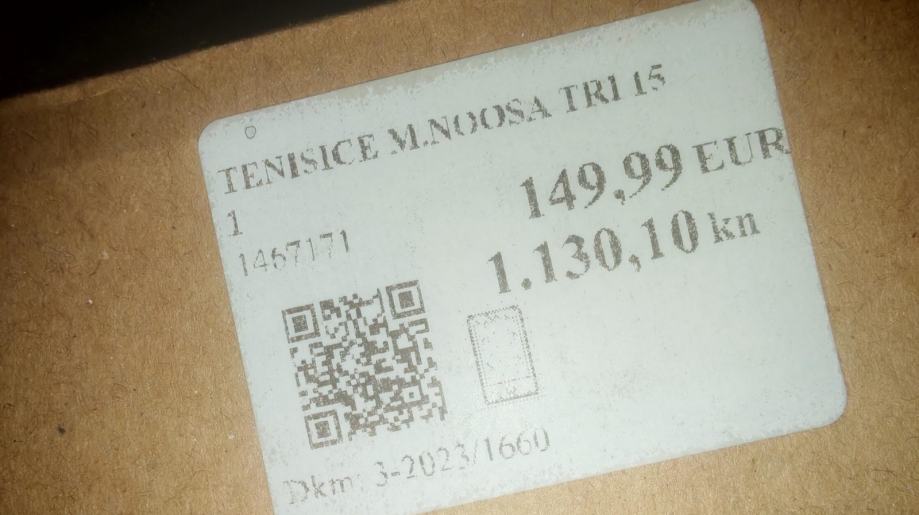 TENISICE M.NOOSA TRI 15
1
149,99 EUR
1467171
1.130,10 kn
Dkm: 3-2023/1660